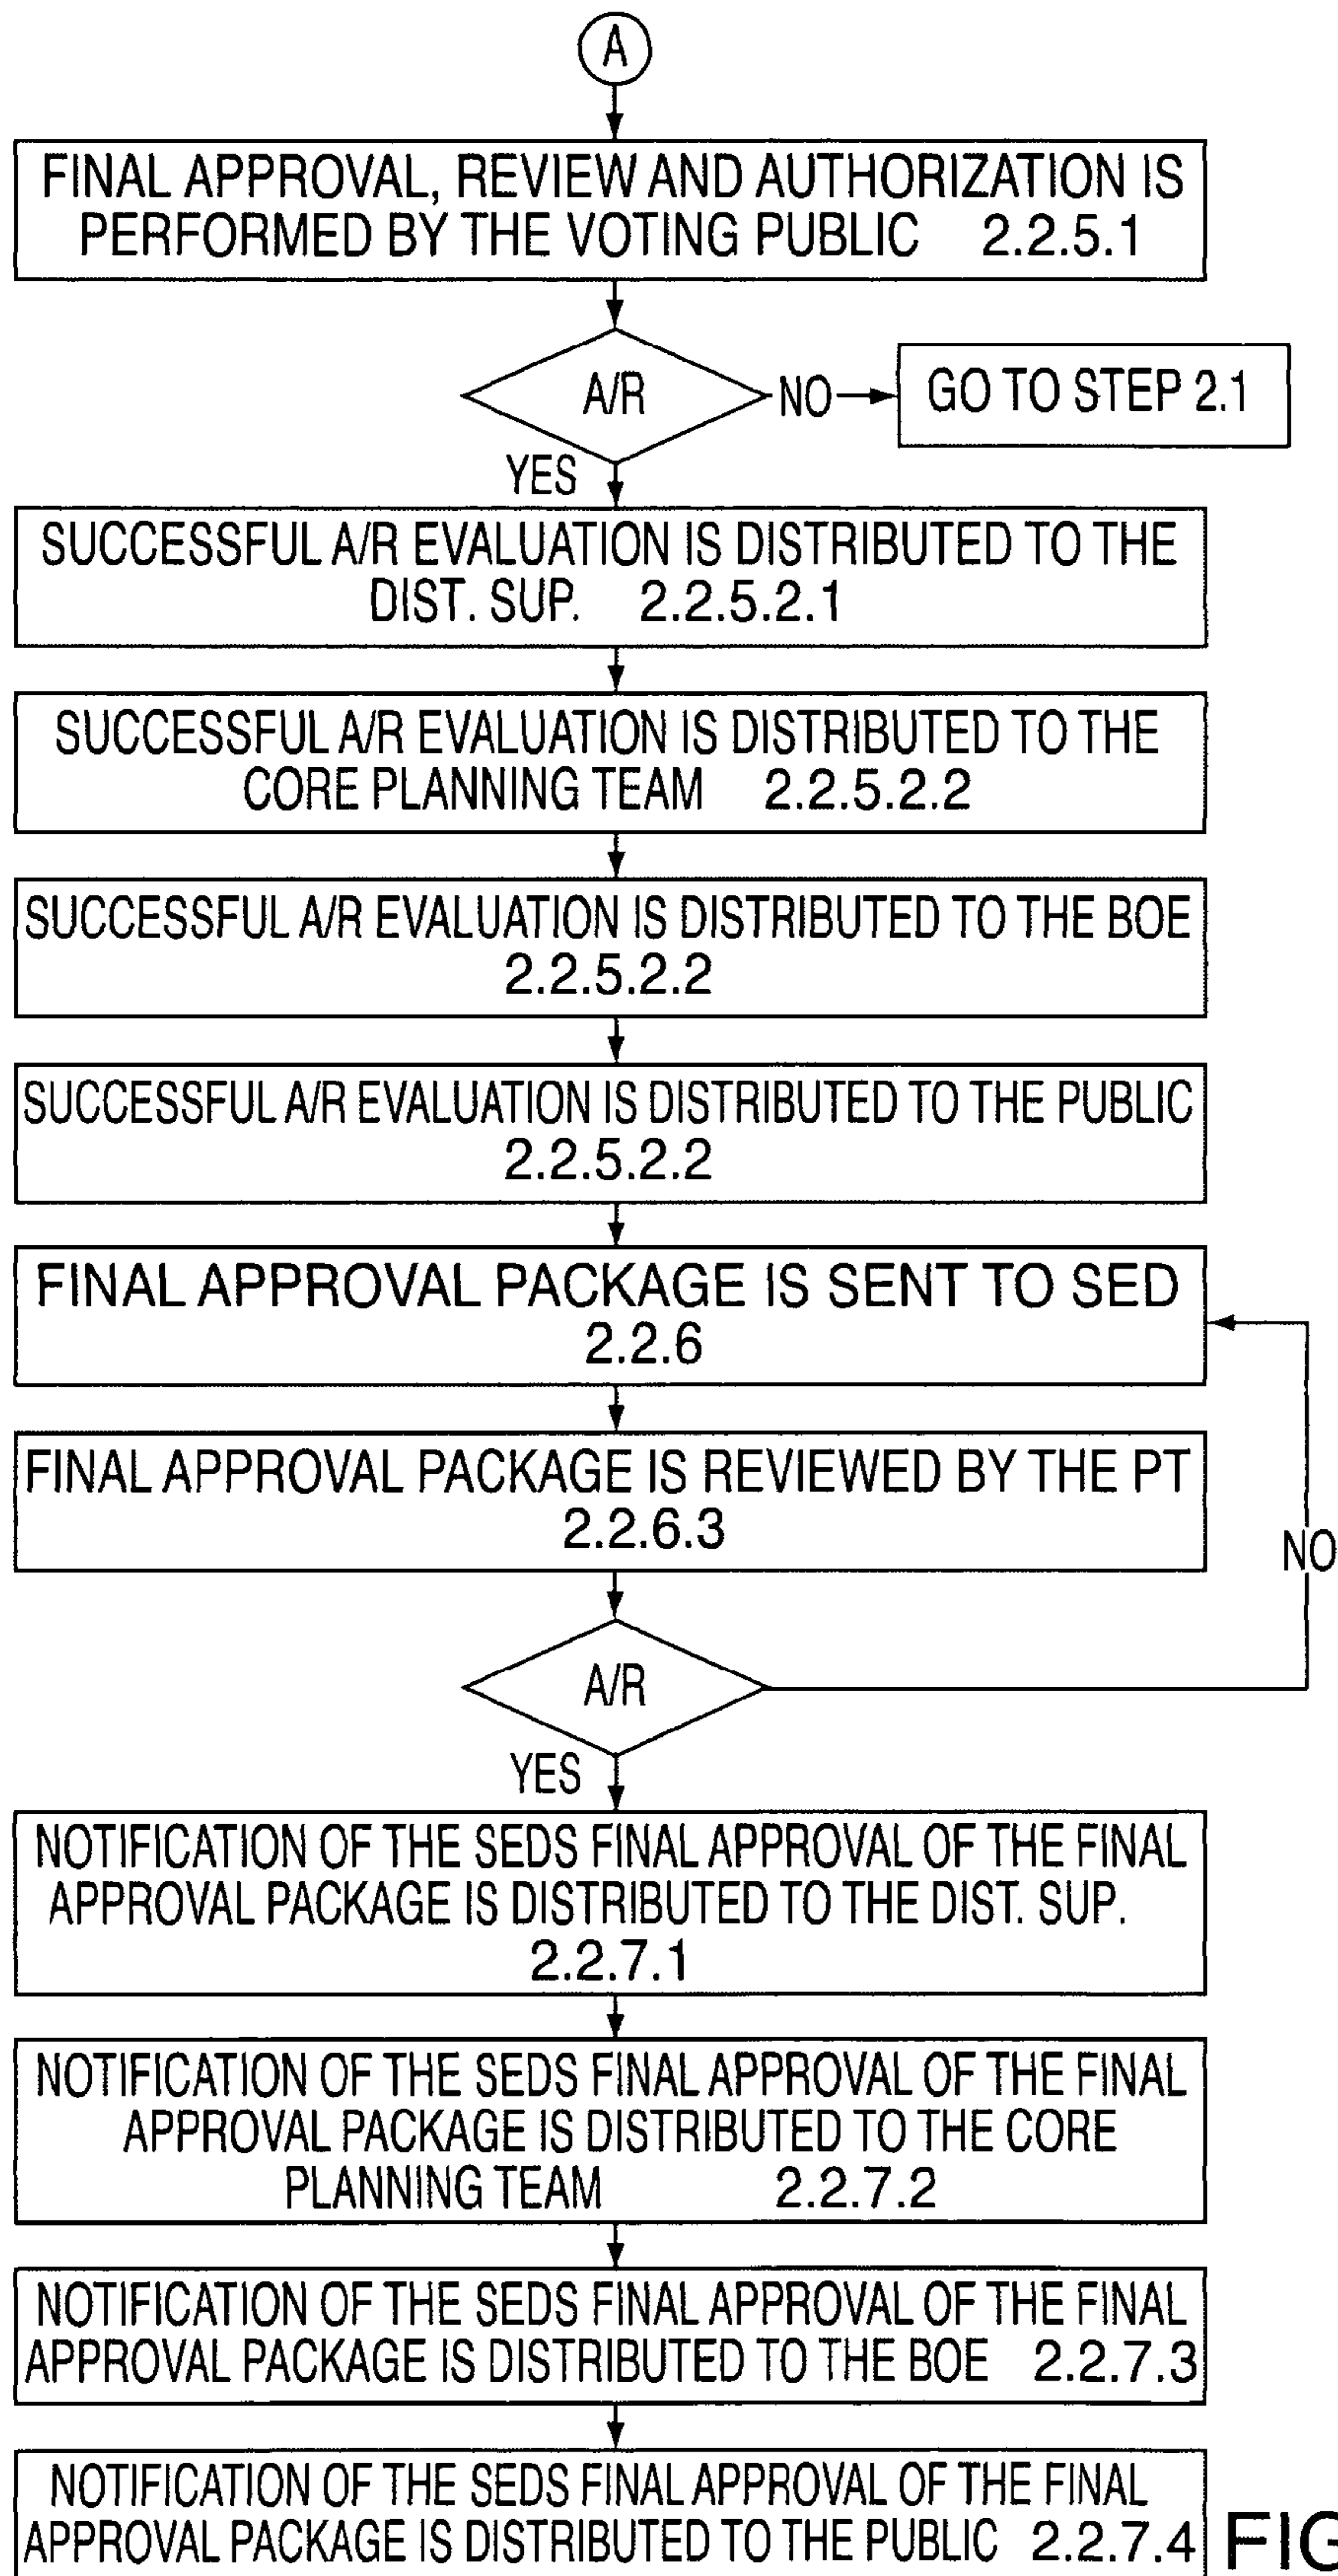 A
FINAL APPROVAL, REVIEW AND AUTHORIZATION IS
PERFORMED BY THE VOTING PUBLIC 2.2.5.1
A/R
NO
GO TO STEP 2.1
YES
SUCCESSFUL A/R EVALUATION IS DISTRIBUTED TO THE
DIST. SUP. 2.2.5.2.1
SUCCESSFUL A/R EVALUATION IS DISTRIBUTED TO THE
CORE PLANNING TEAM 2.2.5.2.2
SUCCESSFUL A/R EVALUATION IS DISTRIBUTED TO THE BOE
2.2.5.2.2
SUCCESSFUL A/R EVALUATION IS DISTRIBUTED TO THE PUBLIC
2.2.5.2.2
FINAL APPROVAL PACKAGE IS SENT TO SED
2.2.6
FINAL APPROVAL PACKAGE IS REVIEWED BY THE PT
2.2.6.3
NO
A/R
YES
NOTIFICATION OF THE SEDS FINAL APPROVAL OF THE FINAL
APPROVAL PACKAGE IS DISTRIBUTED TO THE DIST. SUP.
2.2.7.1
NOTIFICATION OF THE SEDS FINAL APPROVAL OF THE FINAL
APPROVAL PACKAGE IS DISTRIBUTED TO THE CORE
PLANNING TEAM 2.2.7.2
NOTIFICATION OF THE SEDS FINAL APPROVAL OF THE FINAL
APPROVAL PACKAGE IS DISTRIBUTED TO THE BOE 2.2.7.3
NOTIFICATION OF THE SEDS FINAL APPROVAL OF THE FINAL
APPROVAL PACKAGE IS DISTRIBUTED TO THE PUBLIC 2.2.7.4
FIG